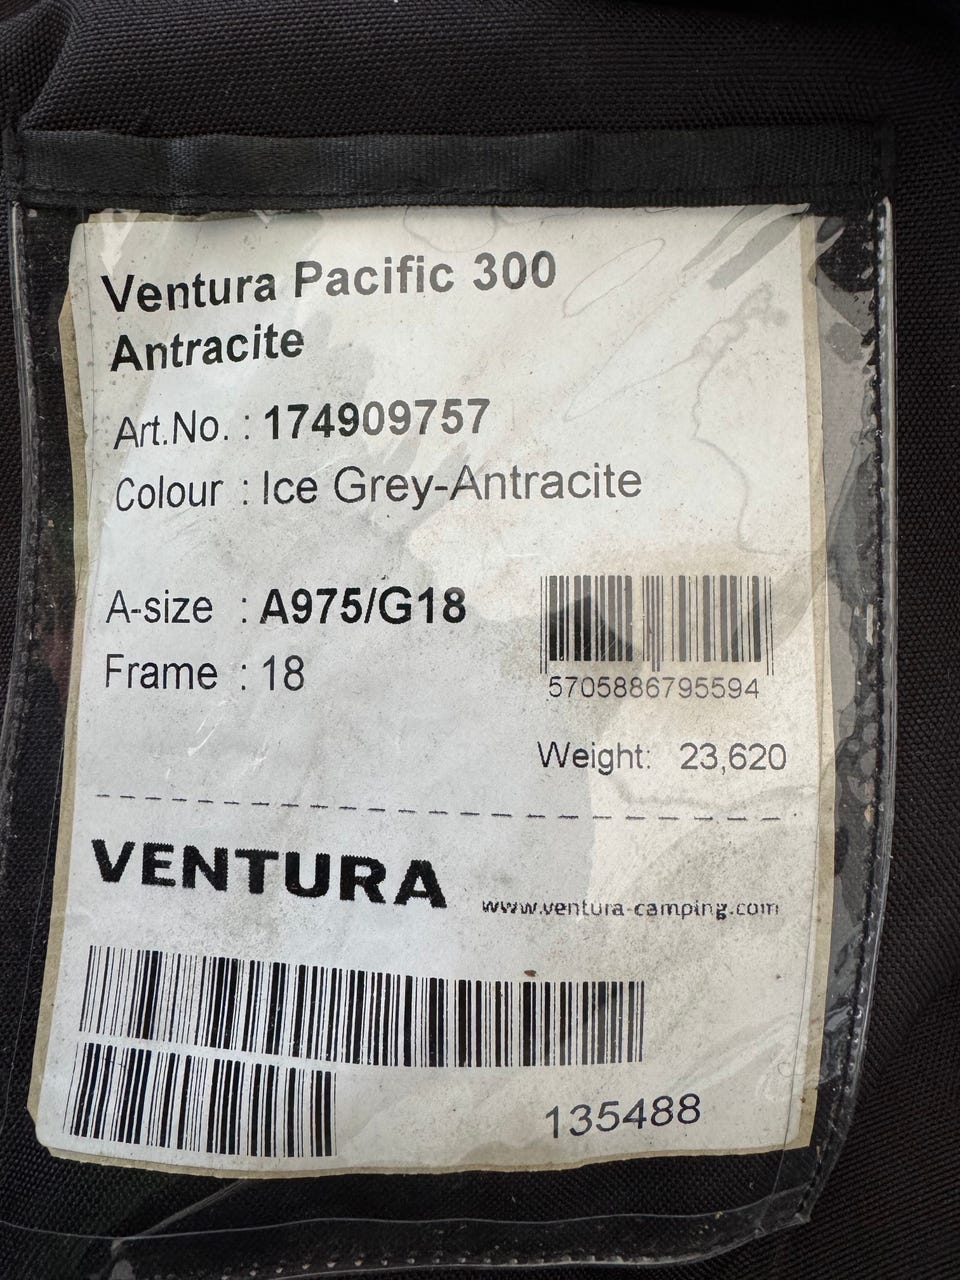 Ventura Pacific 300
Antracite
Art.No. : 174909757
Colour : Ice Grey-Antracite
A-size : A975/G18
Frame : 18
5705886795594
Weight: 23,620
VENTURA
www.ventura-camping.com
135488